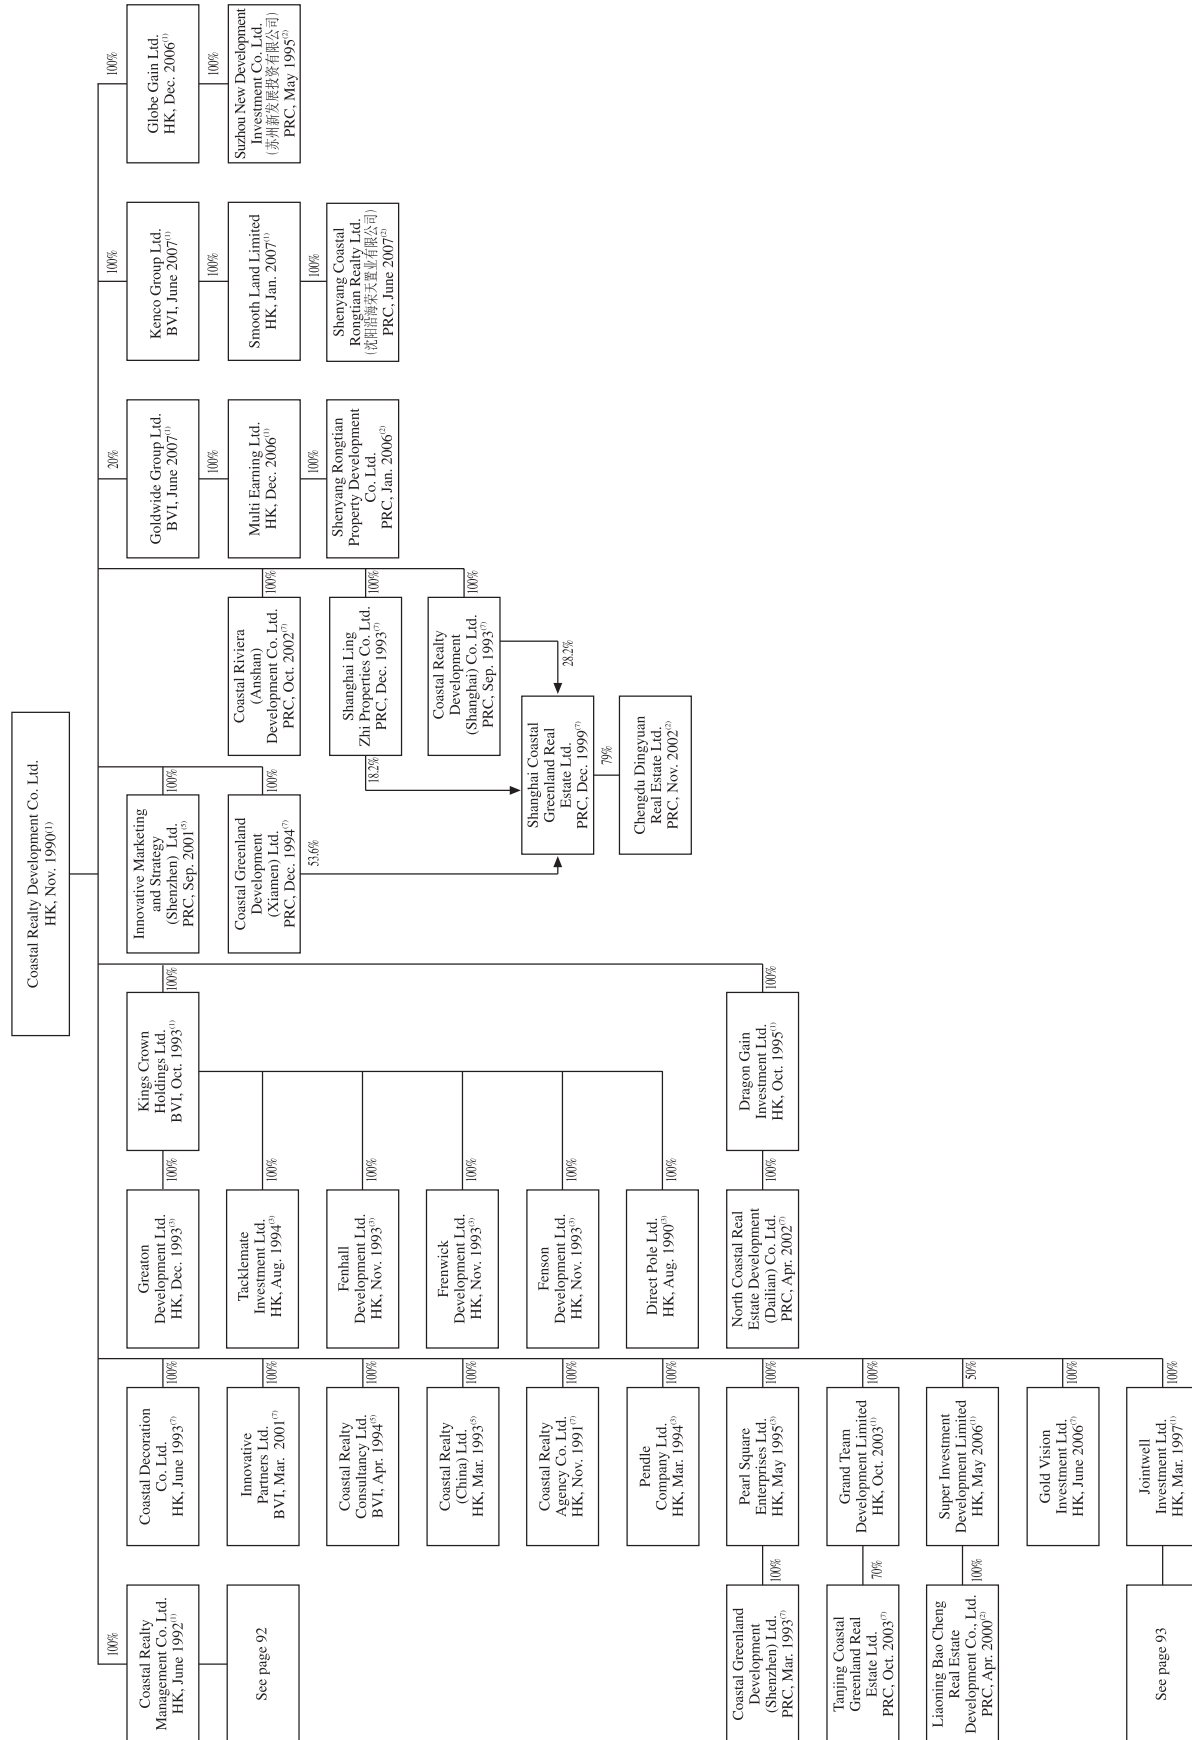 Coastal Realty Development Co. Ltd.
HK, Nov. 1990(1)
100%
Coastal Realty
Management Co. Ltd.
HK, June 1992(1)
See page 92
Coastal Decoration
Co. Ltd.
HK, June 1993(7)
100%
Innovative
Partners Ltd.
BVI, Mar. 2001(7)
100%
Coastal Realty
Consultancy Ltd.
BVI, Apr. 1994(5)
100%
Coastal Realty
(China) Ltd.
HK, Mar. 1993(5)
100%
Coastal Realty
Agency Co. Ltd.
HK, Nov. 1991(7)
100%
Pendle
Company Ltd.
HK, Mar. 1994(3)
100%
Pearl Square
Enterprises Ltd.
HK, May 1995(3)
100%
100%
Coastal Greenland
Development
(Shenzhen) Ltd.
PRC, Mar. 1993(7)
Grand Team
Development Limited
HK, Oct. 2003(1)
100%
70%
Tanjing Coastal
Greenland Real
Estate Ltd.
PRC, Oct. 2003(7)
Super Investment
Development Limited
HK, May 2006(1)
50%
100%
Liaoning Bao Cheng
Real Estate
Development Co., Ltd.
PRC, Apr. 2000(2)
Gold Vision
Investment Ltd.
HK, June 2006(7)
100%
Jointwell
Investment Ltd.
HK, Mar. 1997(1)
100%
See page 93
Kings Crown
Holdings Ltd.
BVI, Oct. 1993(1)
100%
Greaton
Development Ltd.
HK, Dec. 1993(3)
100%
Tacklemate
Investment Ltd.
HK, Aug. 1994(3)
100%
Fenhall
Development Ltd.
HK, Nov. 1993(3)
100%
Frenwick
Development Ltd.
HK, Nov. 1993(3)
100%
Fenson
Development Ltd.
HK, Nov. 1993(3)
100%
Direct Pole Ltd.
HK, Aug. 1990(3)
100%
Dragon Gain
Investment Ltd.
HK, Oct. 1995(1)
100%
100%
North Coastal Real
Estate Development
(Dailian) Co. Ltd.
PRC, Apr. 2002(7)
Innovative Marketing
and Strategy
(Shenzhen) Ltd.
PRC, Sep. 2001(5)
100%
Coastal Greenland
Development
(Xiamen) Ltd.
PRC, Dec. 1994(7)
100%
53.6%
Coastal Riviera
(Anshan)
Development Co. Ltd.
PRC, Oct. 2002(7)
100%
Shanghai Ling
Zhi Properties Co. Ltd.
PRC, Dec. 1993(7)
100%
18.2%
Coastal Realty
Development
(Shanghai) Co. Ltd.
PRC, Sep. 1993(7)
100%
28.2%
Shanghai Coastal
Greenland Real
Estate Ltd.
PRC, Dec. 1999(7)
79%
Chengdu Dingyuan
Real Estate Ltd.
PRC, Nov. 2002(2)
20%
Goldwide Group Ltd.
BVI, June 2007(1)
100%
Multi Earning Ltd.
HK, Dec. 2006(1)
100%
Shenyang Rongtian
Property Development
Co. Ltd.
PRC, Jan. 2006(2)
100%
Kenco Group Ltd.
BVI, June 2007(1)
100%
Smooth Land Limited
HK, Jan. 2007(1)
100%
Shenyang Coastal
Rongtian Realty Ltd.
(沈阳沿海荣天置业有限公司)
PRC, June 2007(2)
100%
Globe Gain Ltd.
HK, Dec. 2006(1)
100%
Suzhou New Development
Investment Co. Ltd.
(苏州新发展投资有限公司)
PRC, May 1995(2)